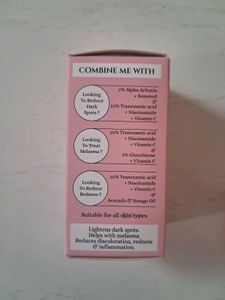 COMBINE ME WITH
Looking
To Reduce
Dark
Spots ?
2% Alpha Arbutin
+ Seaweed
&
10% Tranexamic acid
+ Niacinamide
+ Vitamin C
Looking
To Treat
Melasma ?
10% Tranexamic acid
+ Niacinamide
+ Vitamin C
&
2% Glutathione
+ Vitamin C
Looking
To Reduce
Redness ?
10% Tranexamic acid
+ Niacinamide
+ Vitamin C
&
Avocado & Borage Oil
Suitable for all skin types
Lightens dark spots.
Helps with melasma
Reduces discoloration, redness
& inflammation.